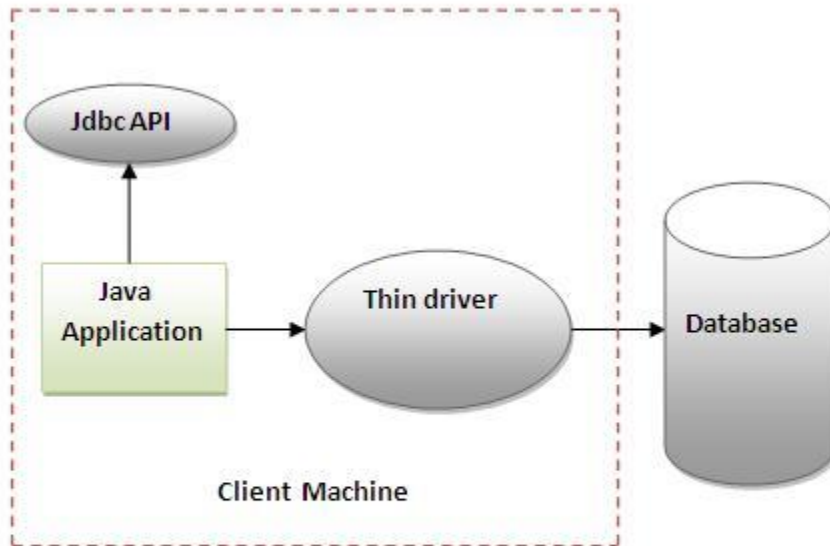 Jdbc API
Java
Application
Thin driver
Database
Client Machine